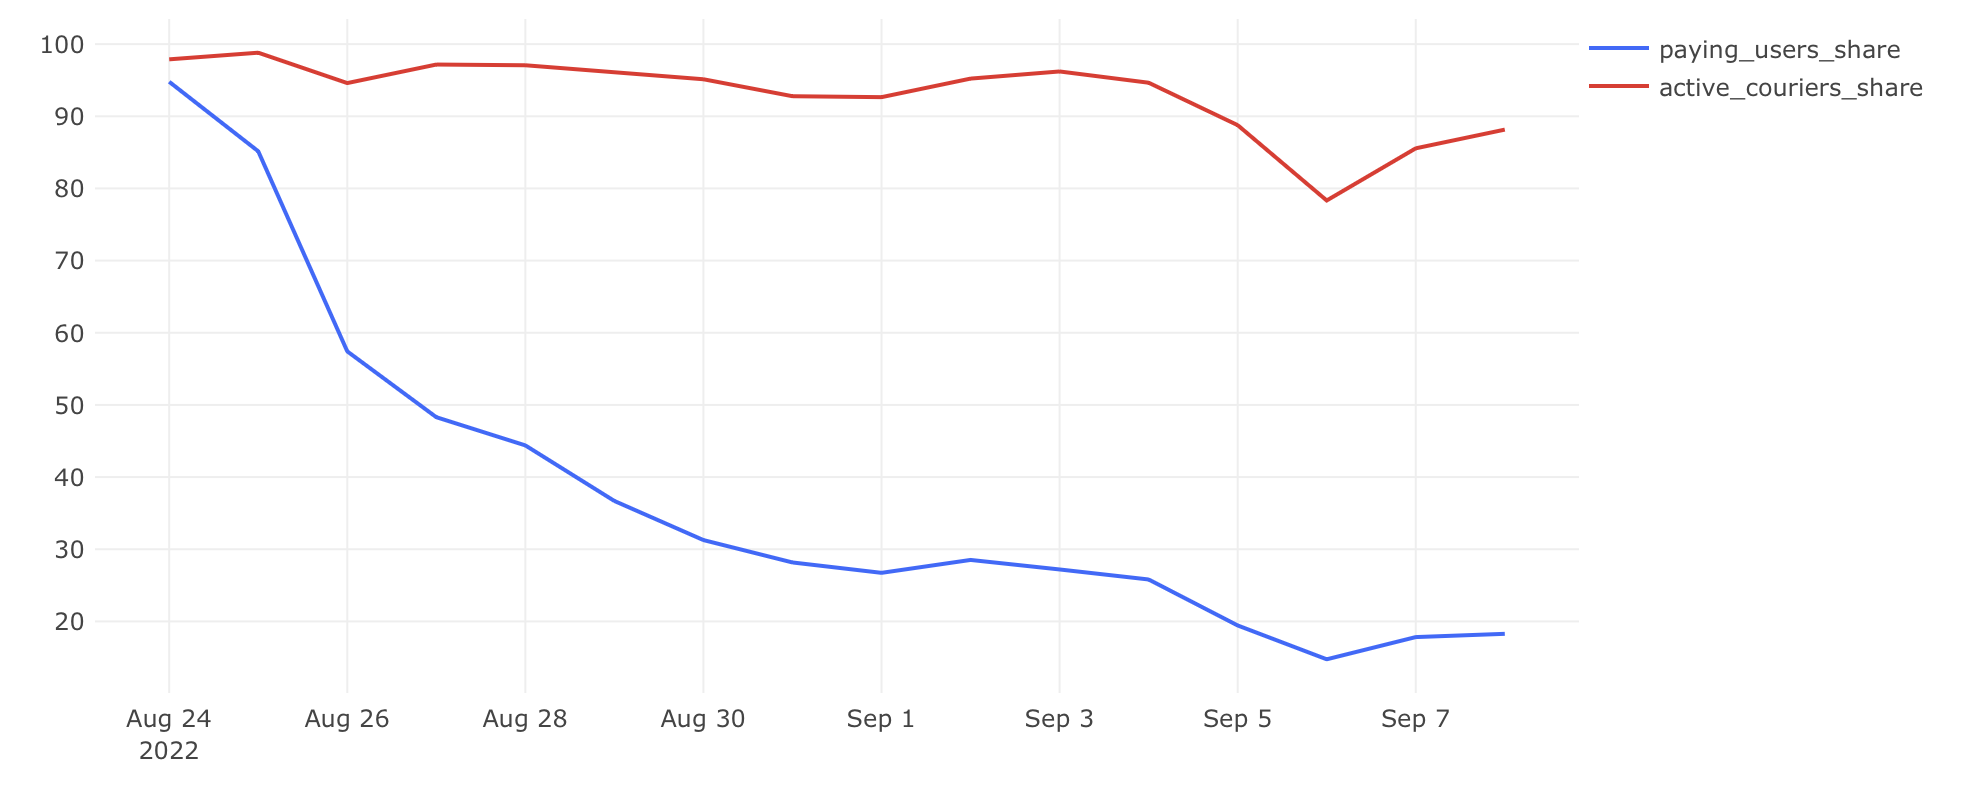 100
90
80
70
60
50
40
30
20
Aug 24
2022
Aug 26
Aug 28
Aug 30
Sep 1
Sep 3
Sep 5
Sep 7
paying_users_share
active_couriers_share